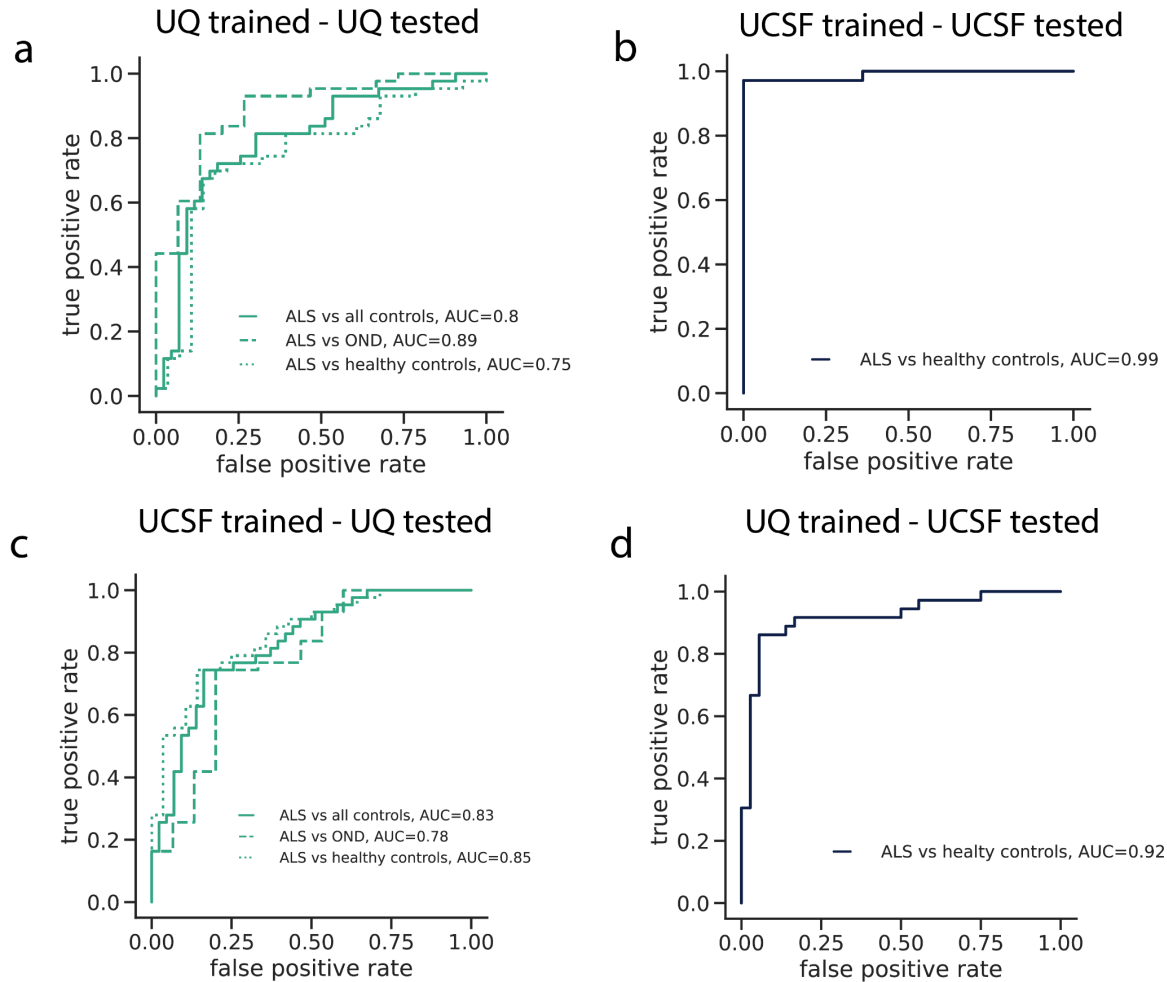 a
UQ trained - UQ tested
true positive rate
1.0
0.8
0.6
0.4
0.2
0.0
ALS vs all controls, AUC=0.8
ALS vs OND, AUC=0.89
ALS vs healthy controls, AUC=0.75
0.00 0.25 0.50 0.75 1.00
false positive rate
b
UCSF trained - UCSF tested
true positive rate
1.0
0.8
0.6
0.4
0.2
0.0
ALS vs healthy controls, AUC=0.99
0.00 0.25 0.50 0.75 1.00
false positive rate
c
UCSF trained - UQ tested
true positive rate
1.0
0.8
0.6
0.4
0.2
0.0
ALS vs all controls, AUC=0.83
ALS vs OND, AUC=0.78
ALS vs healthy controls, AUC=0.85
0.00 0.25 0.50 0.75 1.00
false positive rate
d
UQ trained - UCSF tested
true positive rate
1.0
0.8
0.6
0.4
0.2
0.0
ALS vs healty controls, AUC=0.92
0.00 0.25 0.50 0.75 1.00
false positive rate